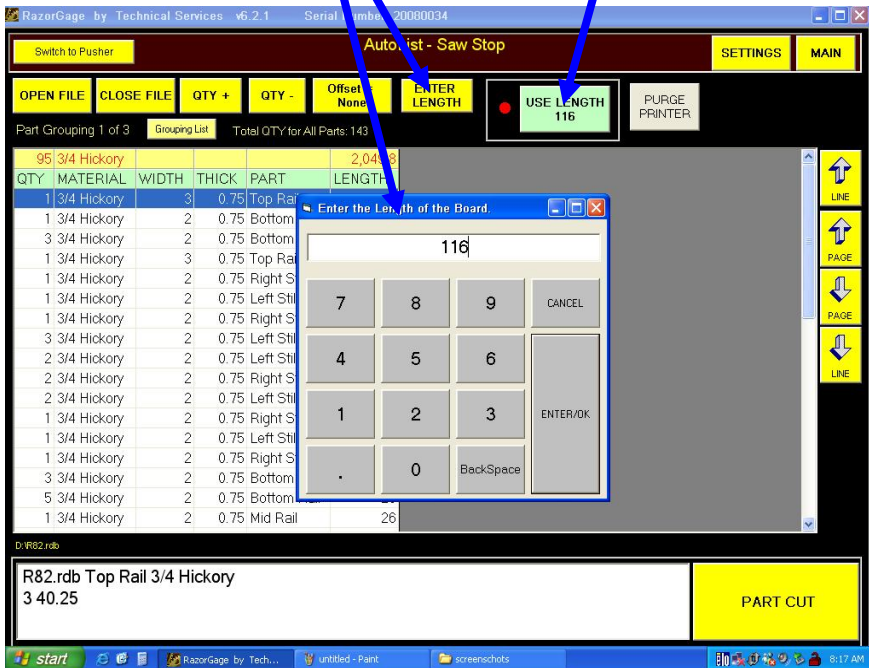 RazorGage by Technical Services v6.2.1 Serial Number 20080034
Switch to Pusher
AutoList - Saw Stop
SETTINGS
MAIN
OPEN FILE
CLOSE FILE
QTY +
QTY -
Offset =
None
ENTER
LENGTH
USE LENGTH
116
PURGE
PRINTER
Part Grouping 1 of 3
Grouping List
Total QTY for All Parts: 143
95 3/4 Hickory 2,049.8
QTY MATERIAL WIDTH THICK PART LENGTH
1 3/4 Hickory 3 0.75 Top Rai
1 3/4 Hickory 2 0.75 Bottom
3 3/4 Hickory 2 0.75 Bottom
1 3/4 Hickory 3 0.75 Top Rai
1 3/4 Hickory 2 0.75 Right S
1 3/4 Hickory 2 0.75 Left Stil
1 3/4 Hickory 2 0.75 Right S
3 3/4 Hickory 2 0.75 Left Stil
2 3/4 Hickory 2 0.75 Left Stil
2 3/4 Hickory 2 0.75 Right S
2 3/4 Hickory 2 0.75 Left Stil
1 3/4 Hickory 2 0.75 Right S
1 3/4 Hickory 2 0.75 Left Stil
1 3/4 Hickory 2 0.75 Right S
3 3/4 Hickory 2 0.75 Bottom
5 3/4 Hickory 2 0.75 Bottom
1 3/4 Hickory 2 0.75 Mid Rail 26
Enter the Length of the Board.
116
7 8 9 CANCEL
4 5 6
1 2 3 ENTER/OK
. 0 BackSpace
LINE
PAGE
PAGE
LINE
D:\R82.rdb
R82.rdb Top Rail 3/4 Hickory
3 40.25
PART CUT
start
RazorGage by Tech...
untitled - Paint
screenschots
8:17 AM